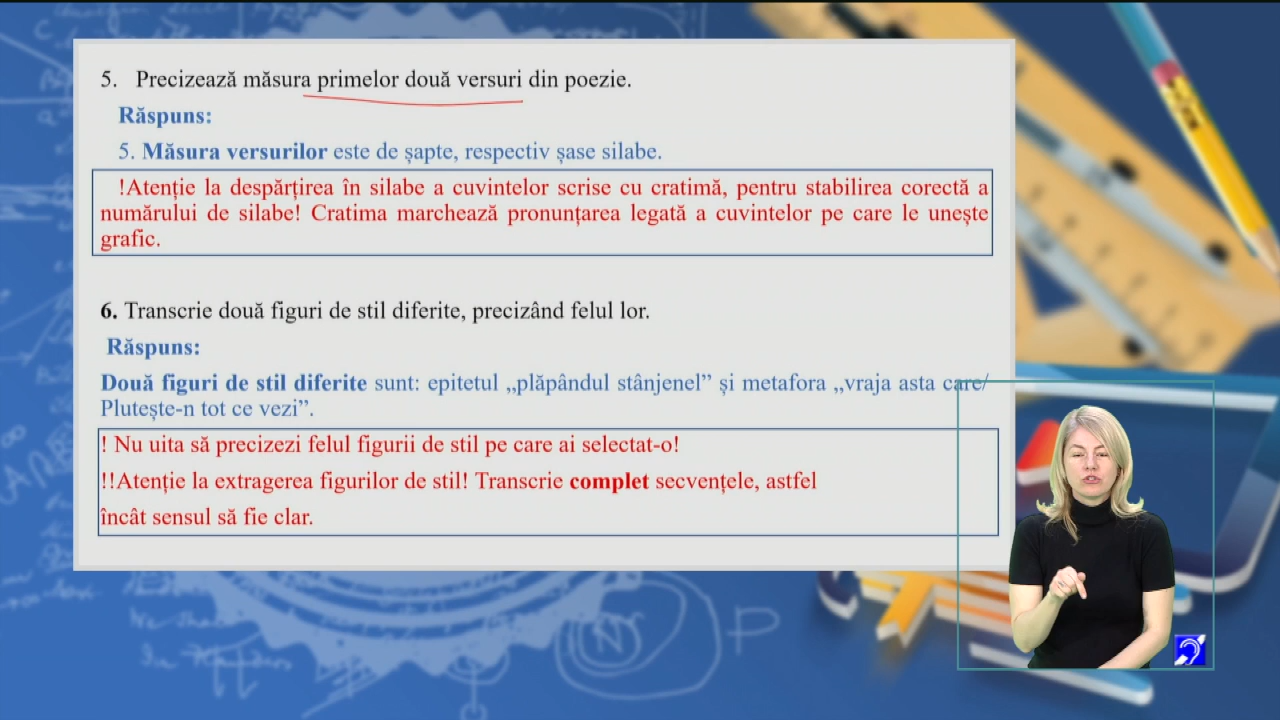 5. Precizează măsura primelor două versuri din poezie.
Răspuns:
5. Măsura versurilor este de șapte, respectiv șase silabe.
!Atenție la despărțirea în silabe a cuvintelor scrise cu cratimă, pentru stabilirea corectă a
numărului de silabe! Cratima marchează pronunțarea legată a cuvintelor pe care le unește
grafic.
6. Transcrie două figuri de stil diferite, precizând felul lor.
Răspuns:
Două figuri de stil diferite sunt: epitetul „plăpândul stânjenel” și metafora „vraja asta care/
Plutește-n tot ce vezi”.
! Nu uita să precizezi felul figurii de stil pe care ai selectat-o!
!!Atenție la extragerea figurilor de stil! Transcrie complet secvențele, astfel
încât sensul să fie clar.
N
P